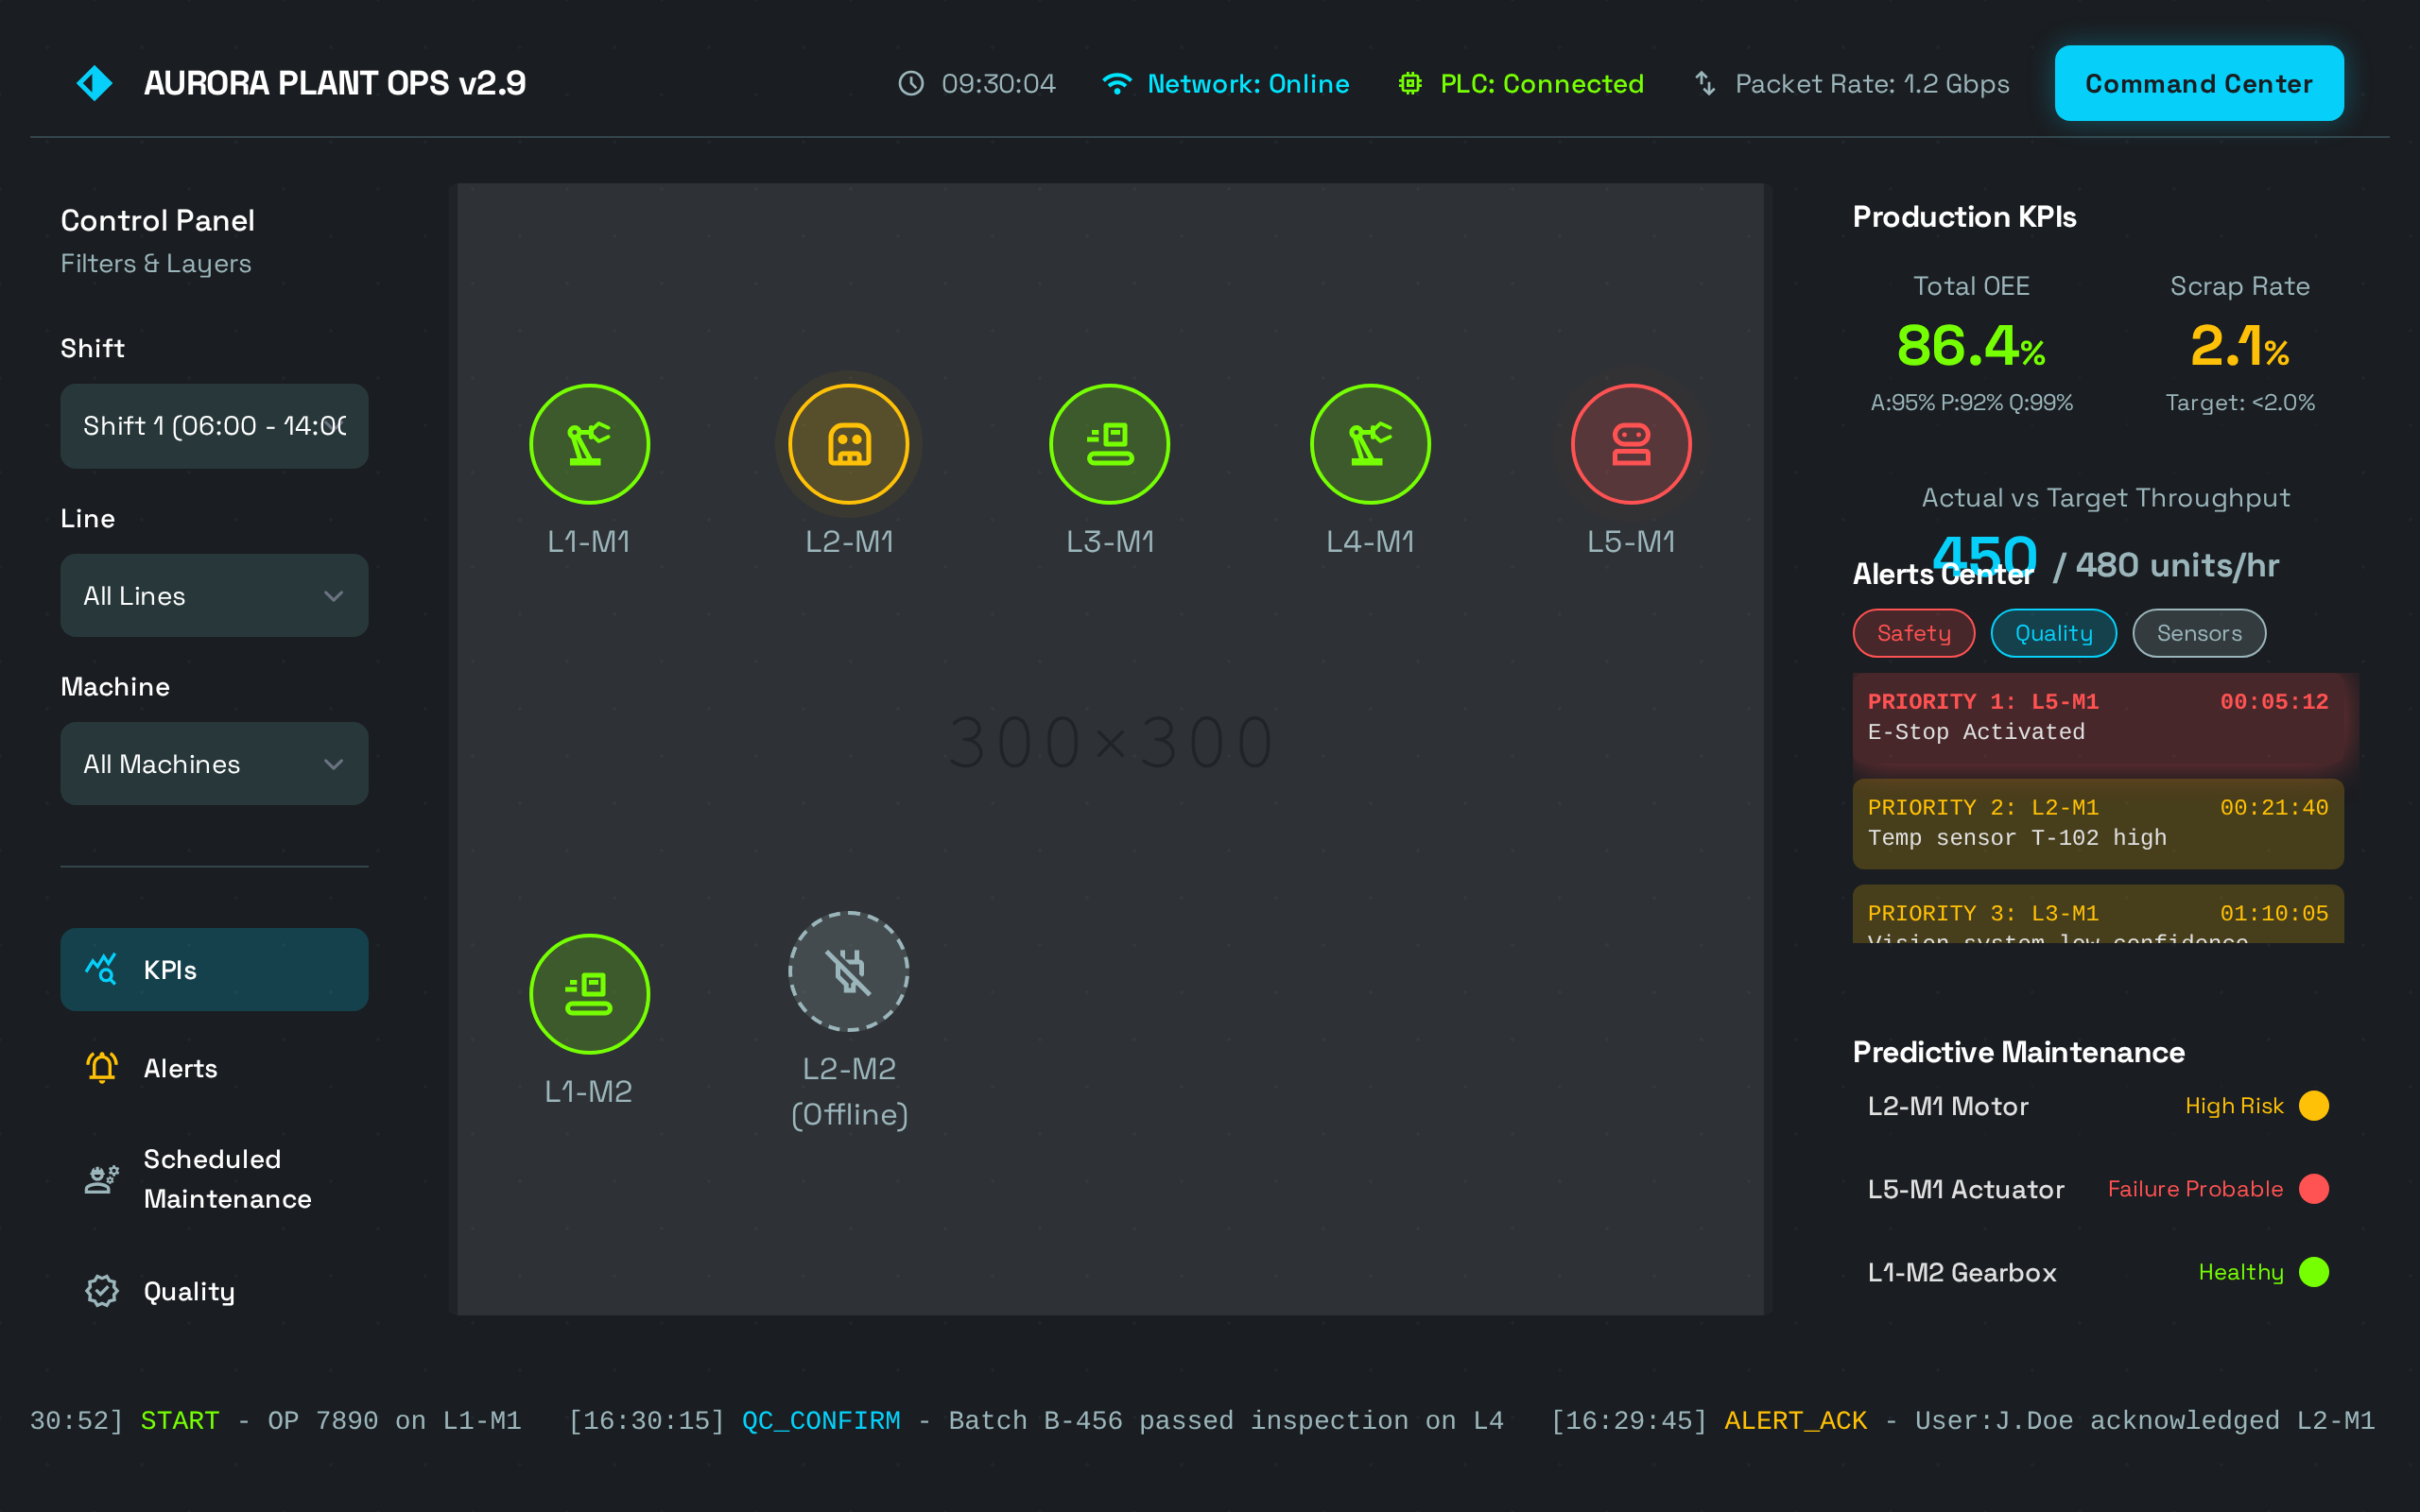 AURORA PLANT OPS v2.9
09:30:04
Network: Online
PLC: Connected
Packet Rate: 1.2 Gbps
Command Center
Control Panel
Filters & Layers
Shift
Shift 1 (06:00 - 14:00
Line
All Lines
Machine
All Machines
KPIs
Alerts
Scheduled
Maintenance
Quality
L1-M1
L2-M1
L3-M1
L4-M1
L5-M1
300×300
L1-M2
L2-M2
(Offline)
Production KPIs
Total OEE
86.4%
A:95% P:92% Q:99%
Scrap Rate
2.1%
Target: <2.0%
Actual vs Target Throughput
450 / 480 units/hr
Alerts Center
Safety
Quality
Sensors
PRIORITY 1: L5-M1 00:05:12
E-Stop Activated
PRIORITY 2: L2-M1 00:21:40
Temp sensor T-102 high
PRIORITY 3: L3-M1 01:10:05
Vision system low confidence
Predictive Maintenance
L2-M1 Motor High Risk
L5-M1 Actuator Failure Probable
L1-M2 Gearbox Healthy
30:52] START - OP 7890 on L1-M1 [16:30:15] QC_CONFIRM - Batch B-456 passed inspection on L4 [16:29:45] ALERT_ACK - User:J.Doe acknowledged L2-M1